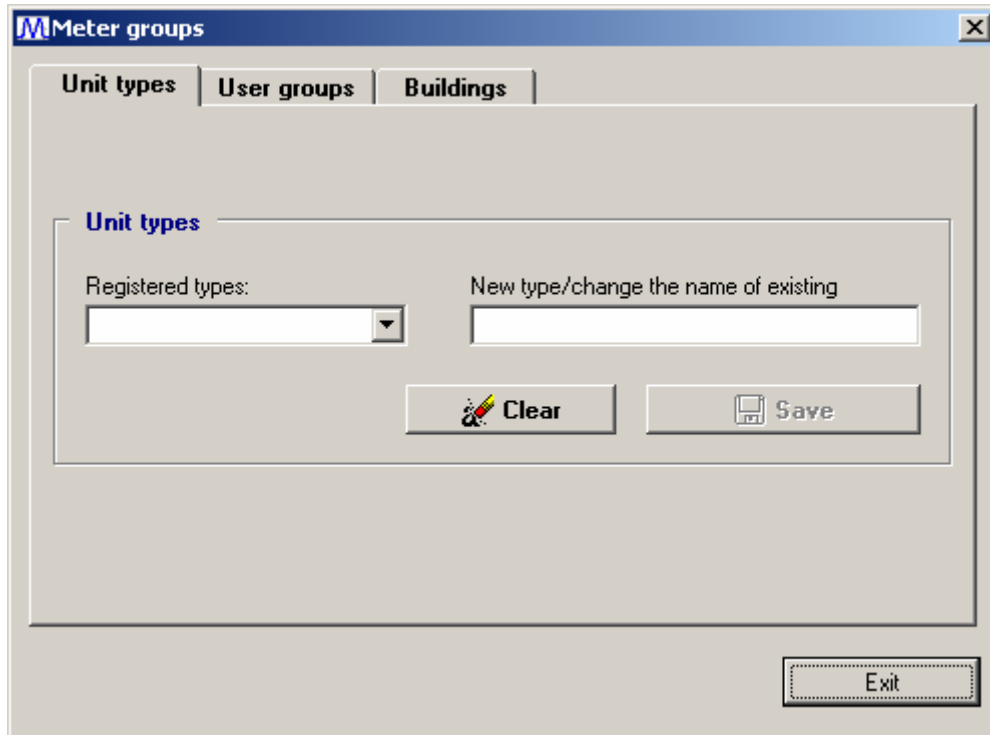 Meter groups
Unit types User groups Buildings
Unit types
Registered types: New type/change the name of existing
Clear Save
Exit